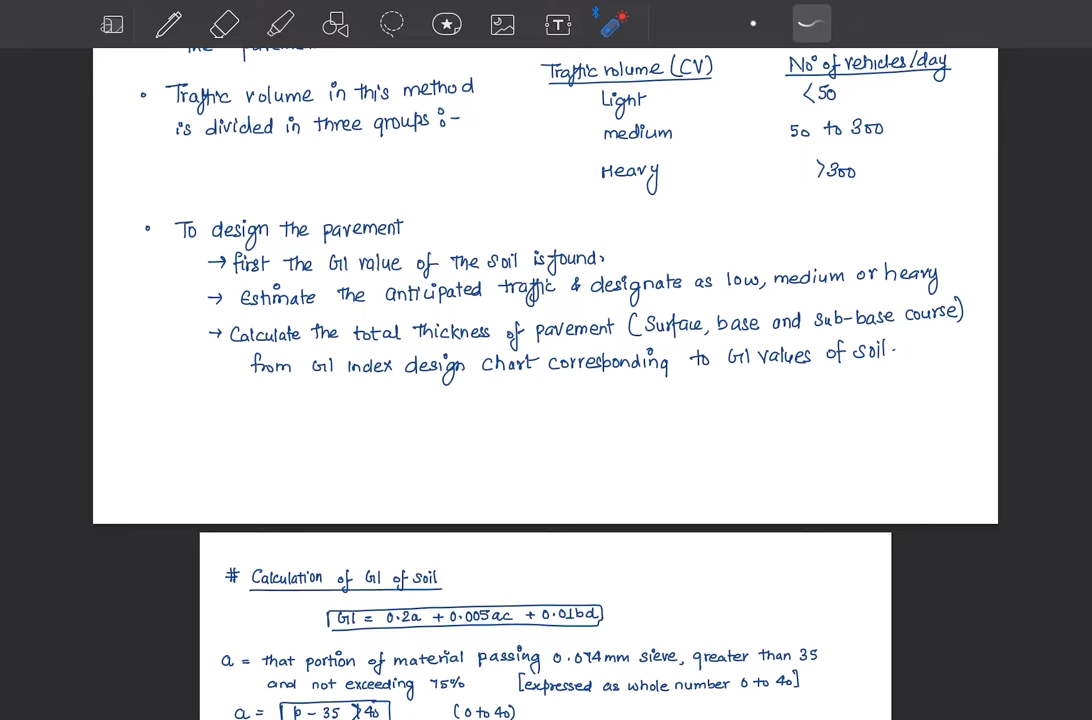 Traffic volume (CV) No° of vehicles/day
• Traffic volume in this method
is divided in three groups :-
Light <50
medium 50 to 300
Heavy >300
• To design the pavement
→ first the GI value of the soil is found,
→ Estimate the anticipated traffic & designate as low, medium or heavy
→ Calculate the total thickness of pavement (Surface, base and sub-base course)
from GI index design chart corresponding to GI values of soil.
# Calculation of GI of soil
GI = 0.2a + 0.005ac + 0.01bd
a = that portion of material passing 0.074mm sieve, greater than 35
and not exceeding 75% [expressed as whole number 0 to 40]
a = p - 35 ≯ 40 (0 to 40)